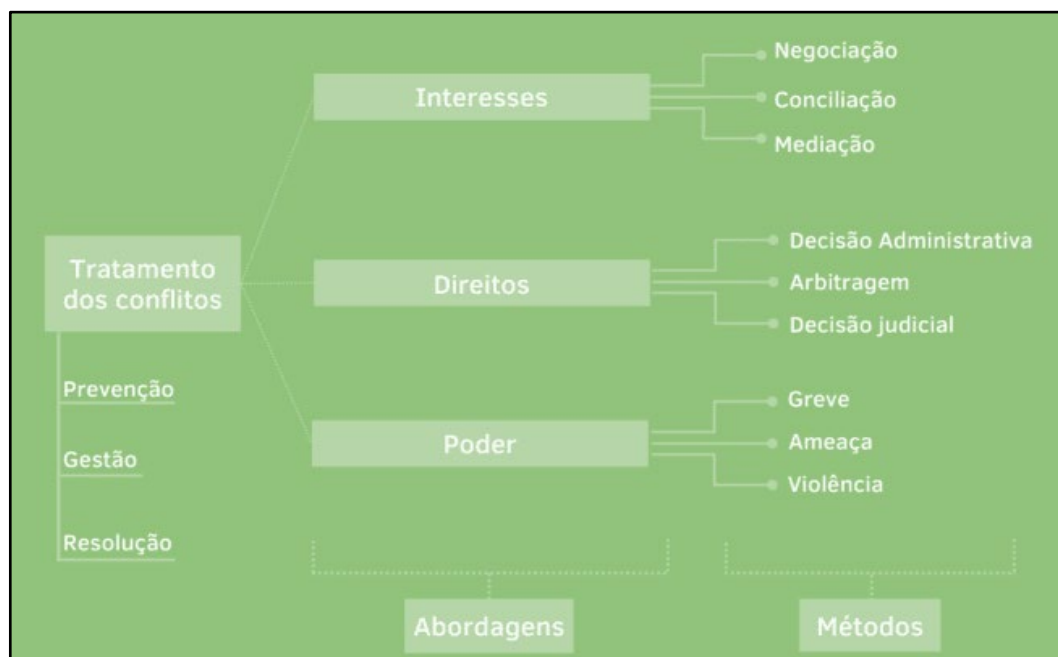 Tratamento
dos conflitos
Prevenção
Gestão
Resolução
Interesses
Negociação
Conciliação
Mediação
Direitos
Decisão Administrativa
Arbitragem
Decisão judicial
Poder
Greve
Ameaça
Violência
Abordagens
Métodos